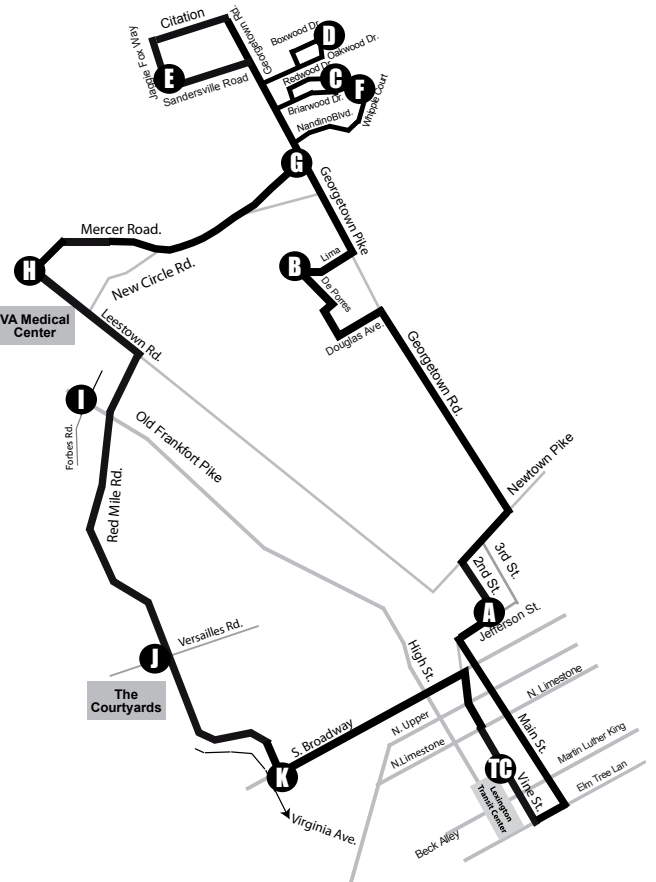 Citation
Georgetown Rd.
Boxwood Dr.
D
Oakwood Dr.
Jaggie Fox Way
E
Sandersville Road
Redwood Dr.
C
F
Briarwood Dr.
Whipple Court
NandinoBlvd.
G
Georgetown Pike
Mercer Road.
H
New Circle Rd.
B
Lima
De Porres
Douglas Ave.
VA Medical
Center
Leestown Rd.
Georgetown Rd.
I
Forbes Rd.
Old Frankfort Pike
Red Mile Rd.
Newtown Pike
3rd St.
2nd St.
A
Jefferson St.
Versailles Rd.
J
The
Courtyards
High St.
N. Limestone
S. Broadway
N. Upper
N.Limestone
Main St.
Martin Luther King
K
TC
Vine St.
Elm Tree Lan
Lexington
Transit Center
Virginia Ave.
Beck Alley